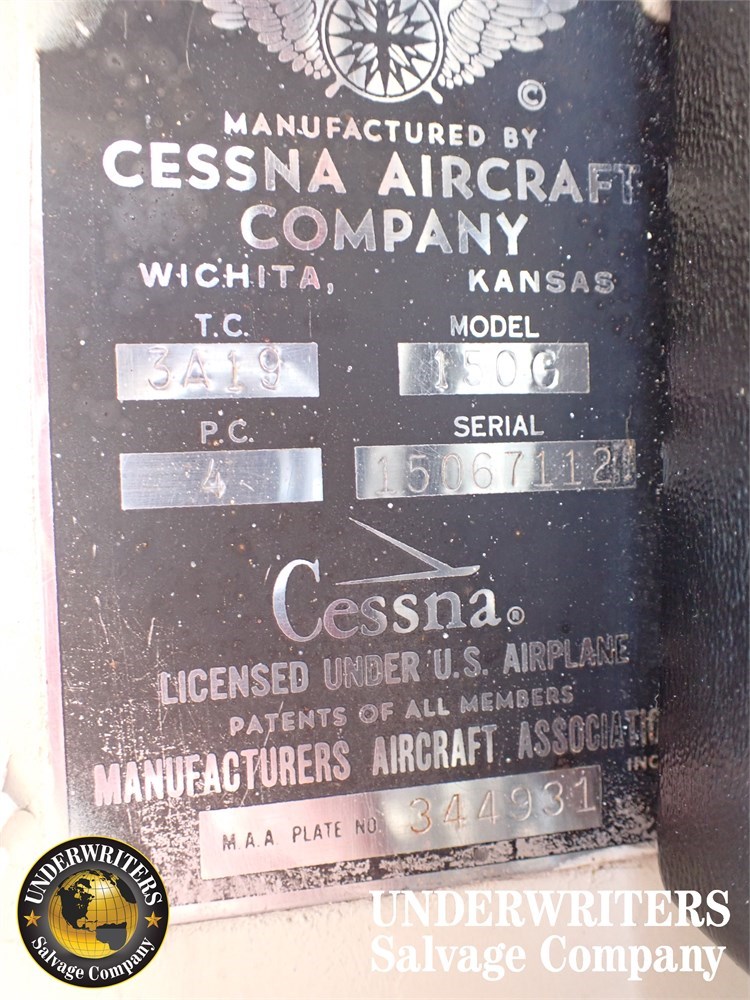 ©
MANUFACTURED BY
CESSNA AIRCRAFT
COMPANY
WICHITA, KANSAS
T.C. MODEL
3A19 150G
P.C. SERIAL
4 15067112
Cessna®
LICENSED UNDER U.S. AIRPLANE
PATENTS OF ALL MEMBERS
MANUFACTURERS AIRCRAFT ASSOCIATIO
INC
M.A.A PLATE NO 344931
UNDERWRITERS
Salvage Company
UNDERWRITERS
Salvage Company